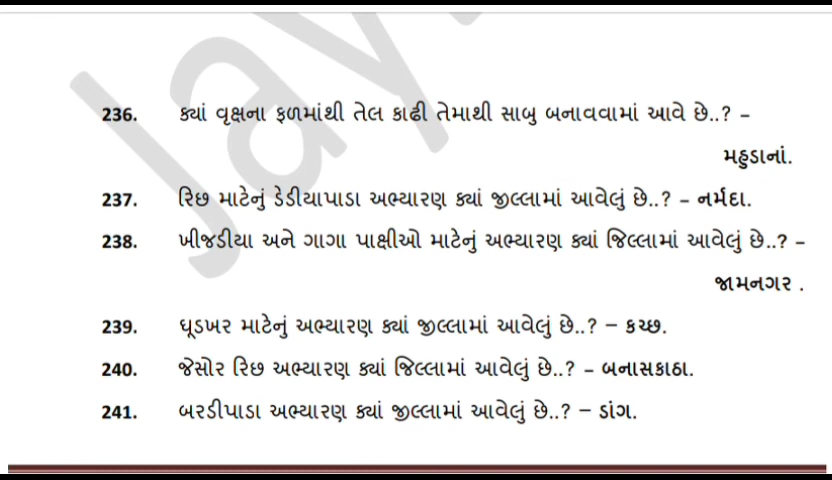 236. ક્યાં વૃક્ષના ફળમાંથી તેલ કાઢી તેમાથી સાબુ બનાવવામાં આવે છે..? –
મહુડાનાં.
237. રિછ માટેનું ડેડીયાપાડા અભ્યારણ ક્યાં જીલ્લામાં આવેલું છે..? – નર્મદા.
238. ખીજડીયા અને ગાગા પાક્ષીઓ માટેનું અભ્યારણ ક્યાં જિલ્લામાં આવેલું છે..? –
જામનગર .
239. ઘૂડખર માટેનું અભ્યારણ ક્યાં જીલ્લામાં આવેલું છે..? – કચ્છ.
240. જેસોર રિછ અભ્યારણ ક્યાં જિલ્લામાં આવેલું છે..? – બનાસકાઠા.
241. બરડીપાડા અભ્યારણ ક્યાં જીલ્લામાં આવેલું છે..? – ડાંગ.